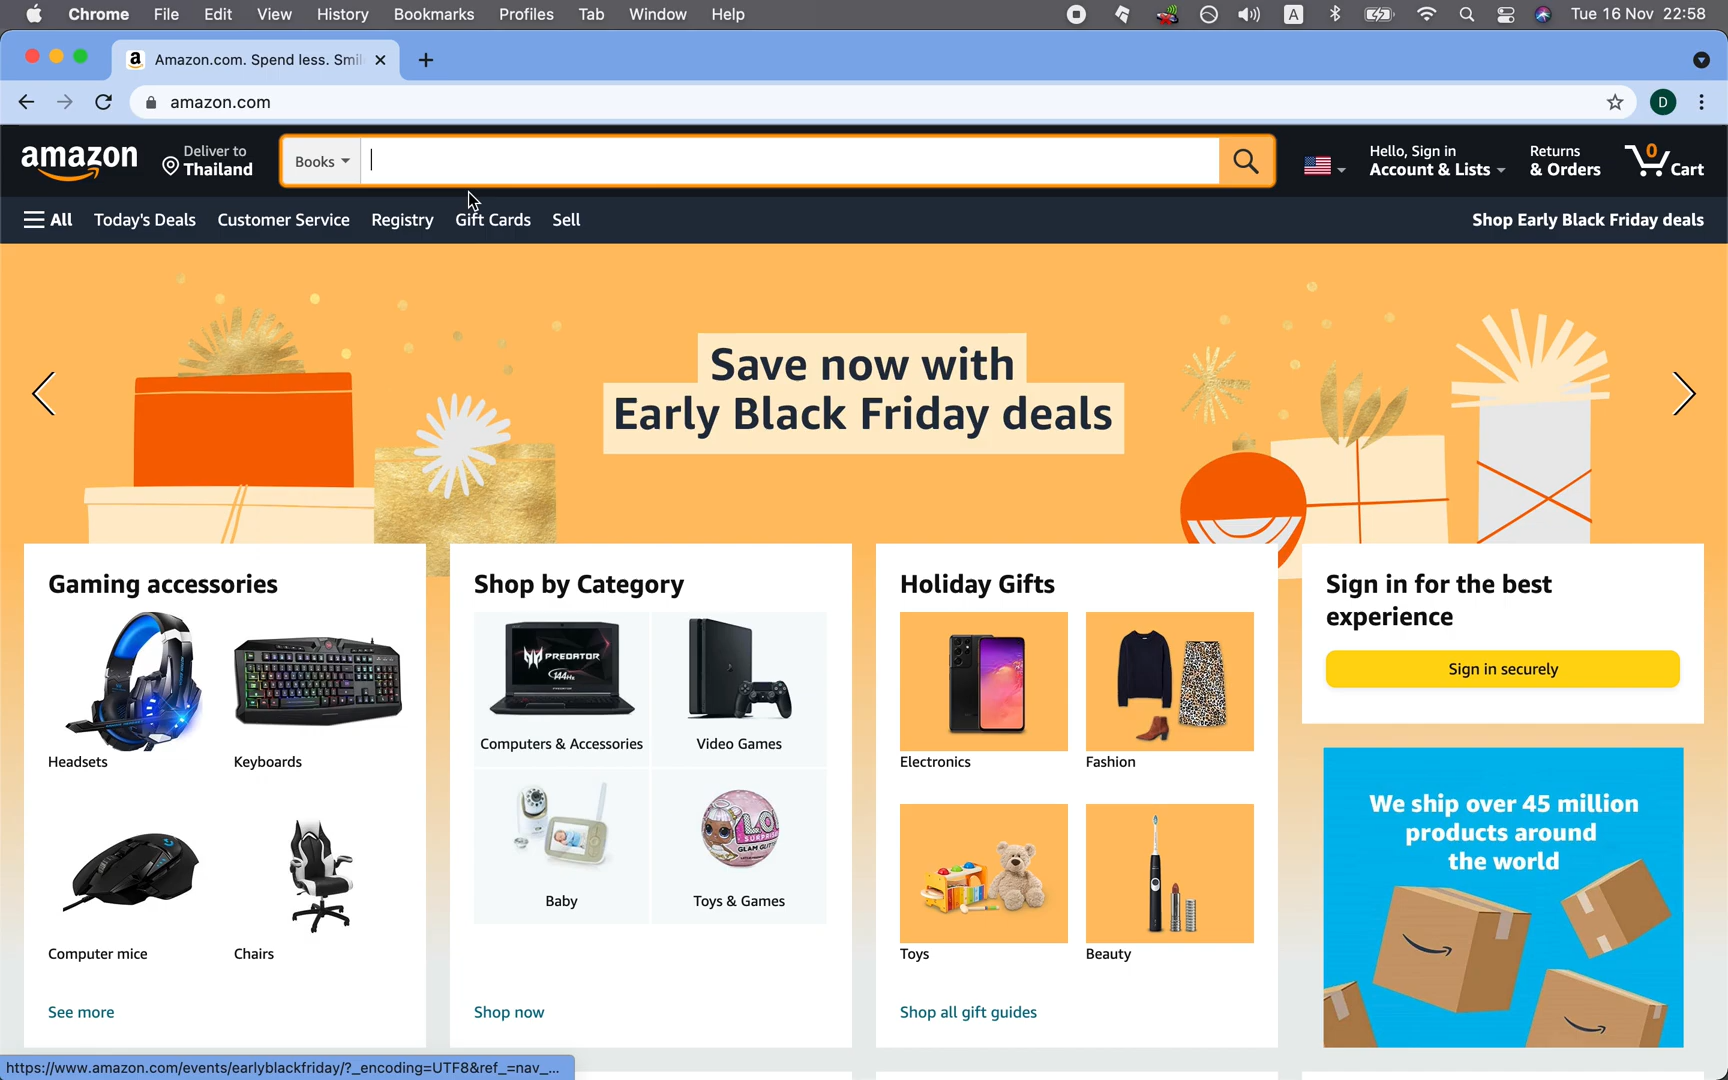 Chrome File Edit View History Bookmarks Profiles Tab Window Help A Tue 16 Nov 22:58
a Amazon.com. Spend less. Smil
amazon.com D
amazon Deliver to Thailand Books Hello, Sign in Account & Lists Returns & Orders 0 Cart
All Today's Deals Customer Service Registry Gift Cards Sell Shop Early Black Friday deals
Save now with
Early Black Friday deals
Gaming accessories
Headsets Keyboards
Computer mice Chairs
See more
Shop by Category
PREDATOR
144Hz
Computers & Accessories Video Games
LOL
SURPRISE
GLAM GLITTER
Baby Toys & Games
Shop now
Holiday Gifts
Electronics Fashion
Toys Beauty
Shop all gift guides
Sign in for the best
experience
Sign in securely
We ship over 45 million
products around
the world
https://www.amazon.com/events/earlyblackfriday/?_encoding=UTF8&ref_=nav_...